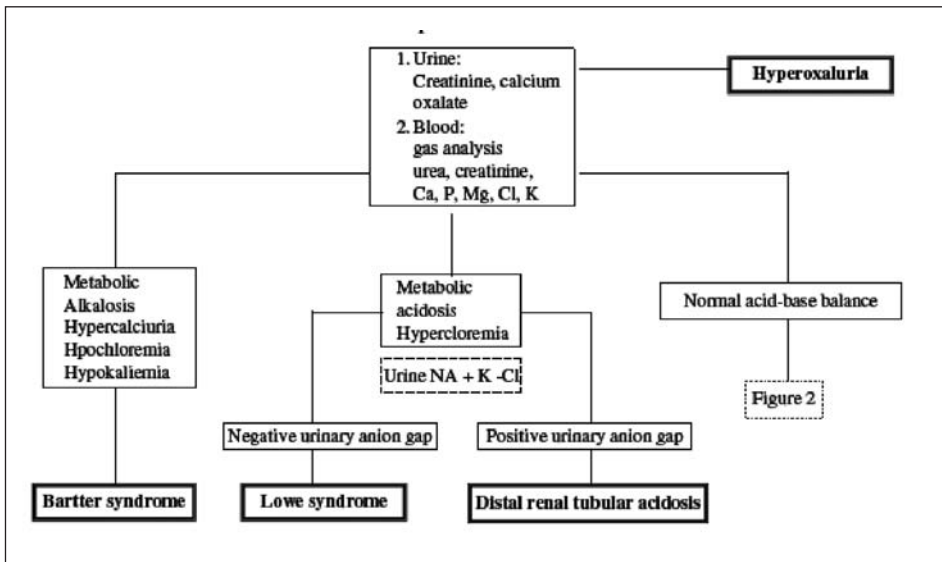 1. Urine:
Creatinine, calcium
oxalate
2. Blood:
gas analysis
urea, creatinine,
Ca, P, Mg, Cl, K
Hyperoxaluria
Metabolic
Alkalosis
Hypercalciuria
Hpochloremia
Hypokaliemia
Metabolic
acidosis
Hypercloremia
Normal acid-base balance
Urine NA + K -Cl
Figure 2
Negative urinary anion gap
Positive urinary anion gap
Bartter syndrome
Lowe syndrome
Distal renal tubular acidosis